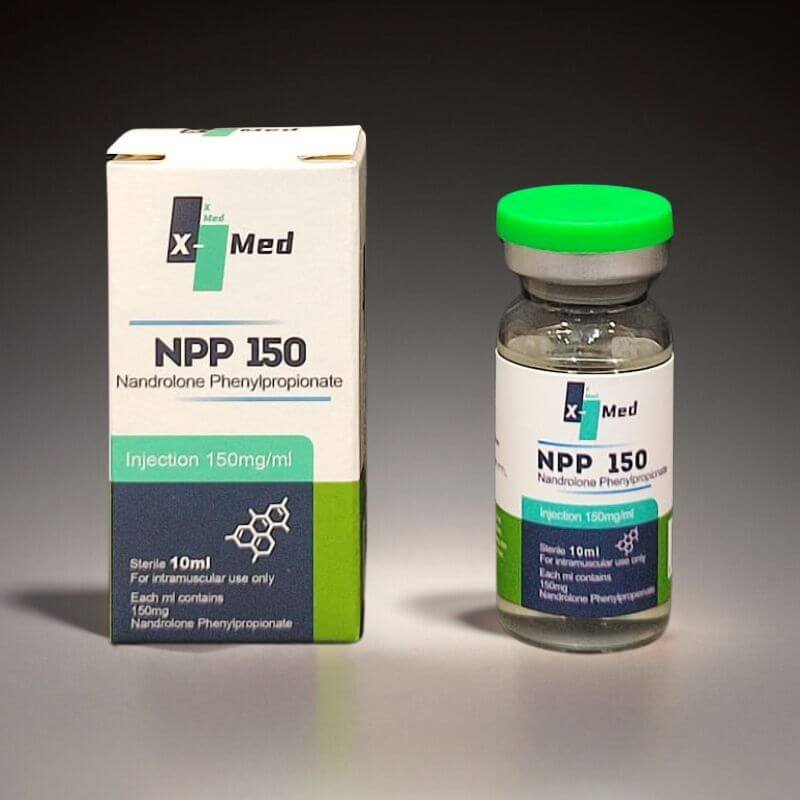 Med
X
Med
X- Med
NPP 150
Nandrolone Phenylpropionate
Injection 150mg/ml
Sterile 10ml
For intramuscular use only
Each ml contains
150mg
Nandrolone Phenylpropionate
X
Med
X- Med
NPP 150
Nandrolone Phenylpropionate
Injection 150mg/ml
Sterile 10ml
For intramuscular use only
Each ml contains
150mg
Nandrolone Phenylpropionate